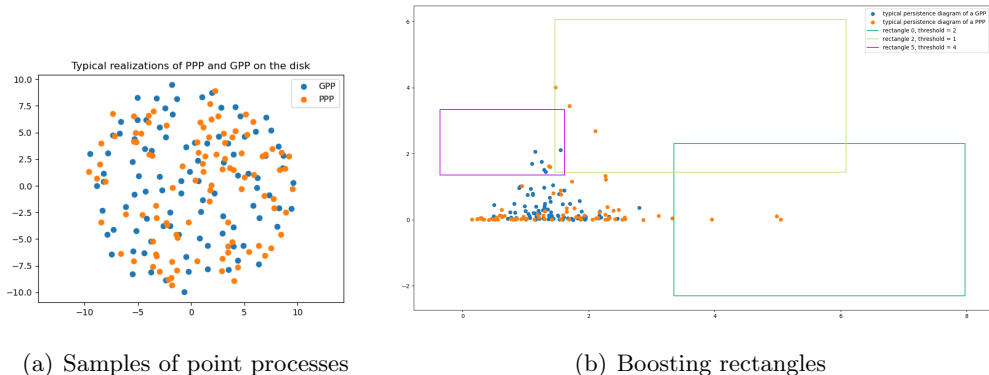 Typical realizations of PPP and GPP on the disk
GPP
PPP
10.0
7.5
5.0
2.5
0.0
−2.5
−5.0
−7.5
−10.0
−10
−5
0
5
10
(a) Samples of point processes
typical persistence diagram of a GPP
typical persistence diagram of a PPP
rectangle 0, threshold = 2
rectangle 2, threshold = 1
rectangle 5, threshold = 4
6
4
2
0
−2
0
2
4
6
8
(b) Boosting rectangles